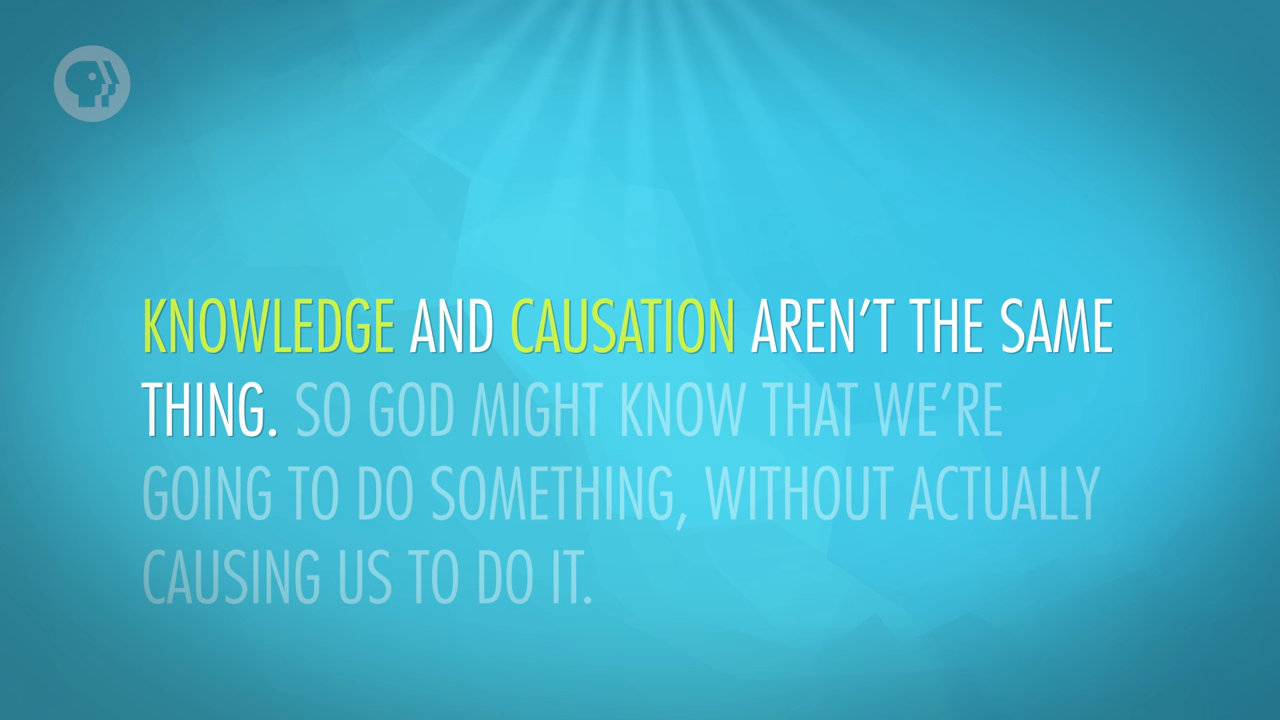 KNOWLEDGE AND CAUSATION AREN'T THE SAME
THING. SO GOD MIGHT KNOW THAT WE'RE
GOING TO DO SOMETHING, WITHOUT ACTUALLY
CAUSING US TO DO IT.